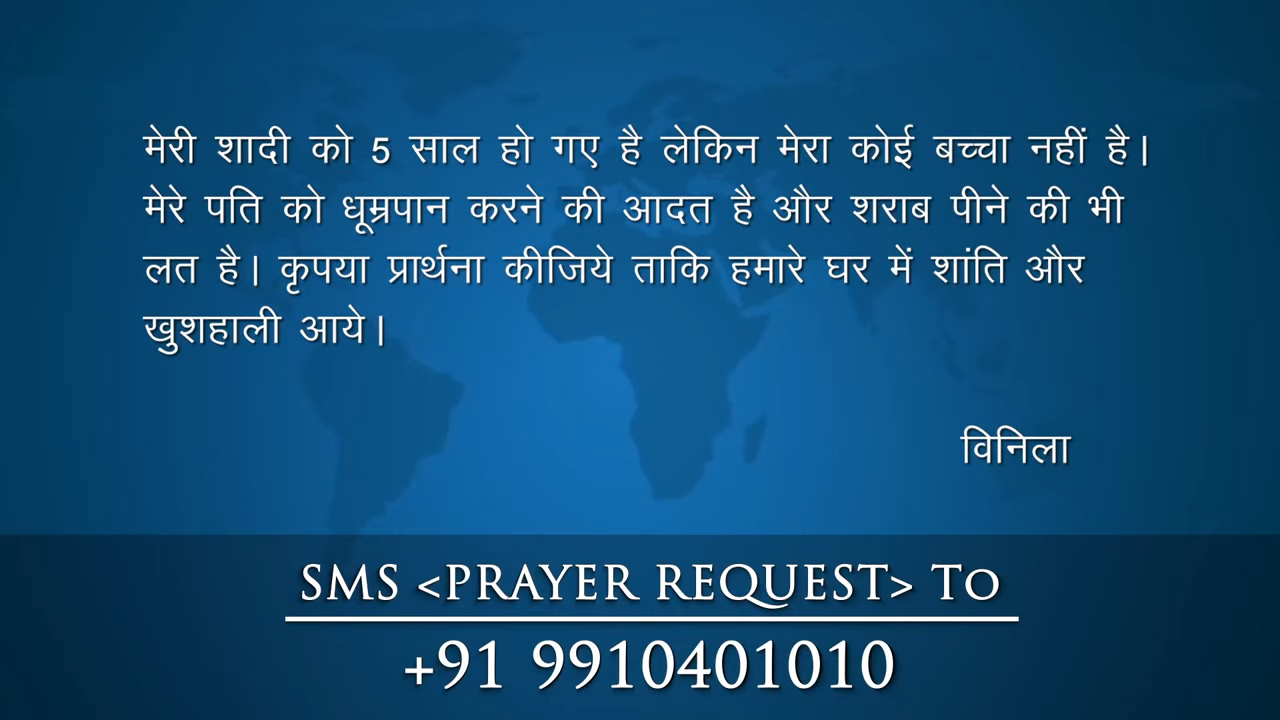 मेरी शादी को 5 साल हो गए है लेकिन मेरा कोई बच्चा नहीं है।
मेरे पति को धूम्रपान करने की आदत है और शराब पीने की भी
लत है। कृपया प्रार्थना कीजिये ताकि हमारे घर में शांति और
खुशहाली आये।
विनिला
SMS <PRAYER REQUEST> TO
+91 9910401010